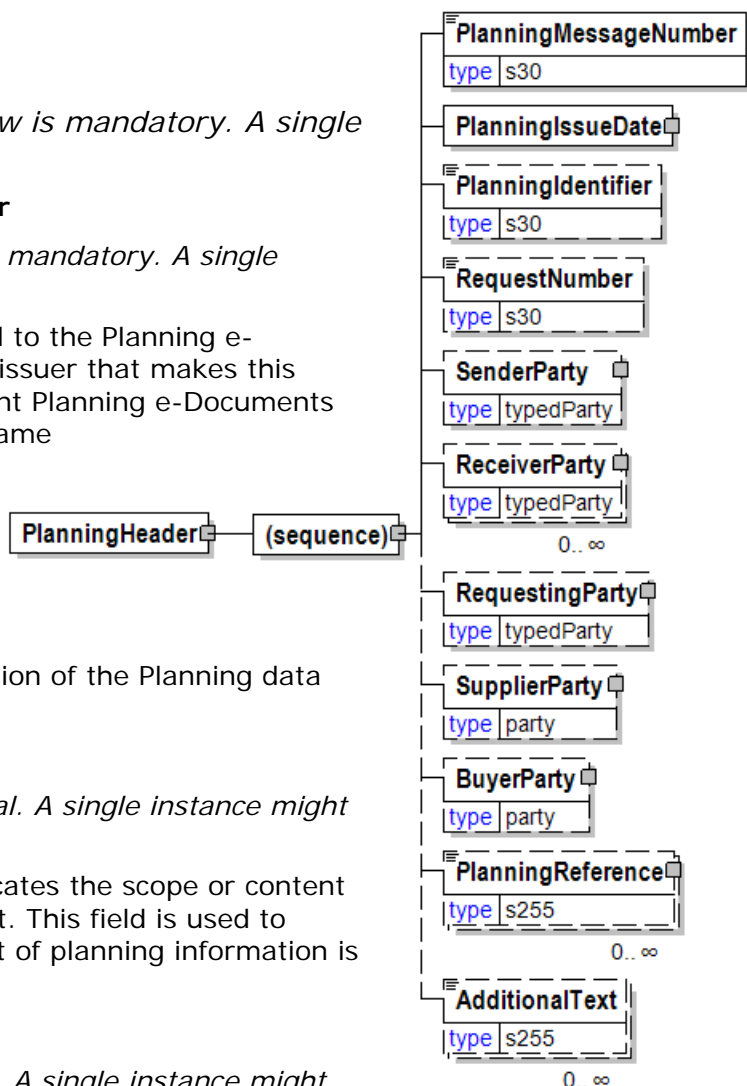 w is mandatory. A single
r
mandatory. A single
l to the Planning e-
issuer that makes this
nt Planning e-Documents
ame
ion of the Planning data
al. A single instance might
cates the scope or content
t. This field is used to
t of planning information is
. A single instance might
PlanningHeader
(sequence)
PlanningMessageNumber
type s30
PlanningIssueDate
PlanningIdentifier
type s30
RequestNumber
type s30
SenderParty
type typedParty
ReceiverParty
type typedParty
0.. ∞
RequestingParty
type typedParty
SupplierParty
type party
BuyerParty
type party
PlanningReference
type s255
0.. ∞
AdditionalText
type s255
0.. ∞